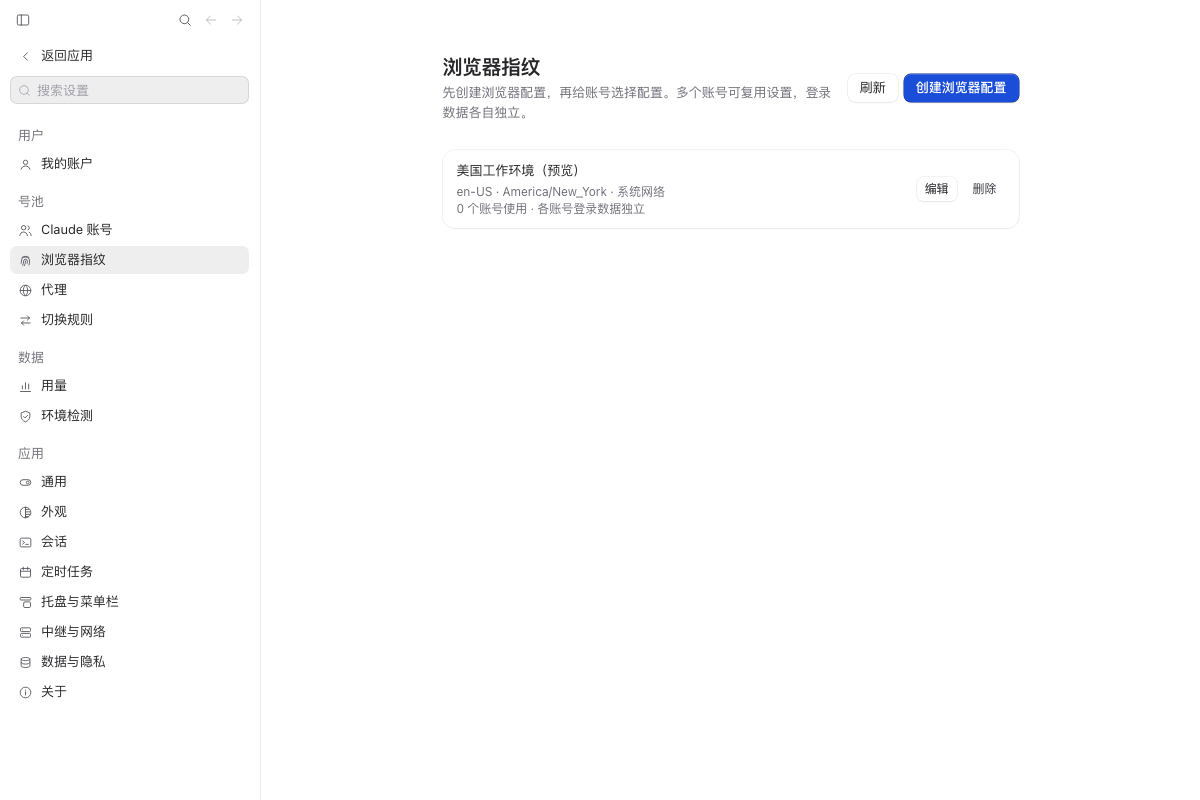 返回应用
搜索设置
用户
我的账户
号池
Claude 账号
浏览器指纹
代理
切换规则
数据
用量
环境检测
应用
通用
外观
会话
定时任务
托盘与菜单栏
中继与网络
数据与隐私
关于
浏览器指纹
先创建浏览器配置，再给账号选择配置。多个账号可复用设置，登录
数据各自独立。
刷新
创建浏览器配置
美国工作环境（预览）
en-US · America/New_York · 系统网络
0 个账号使用 · 各账号登录数据独立
编辑
删除